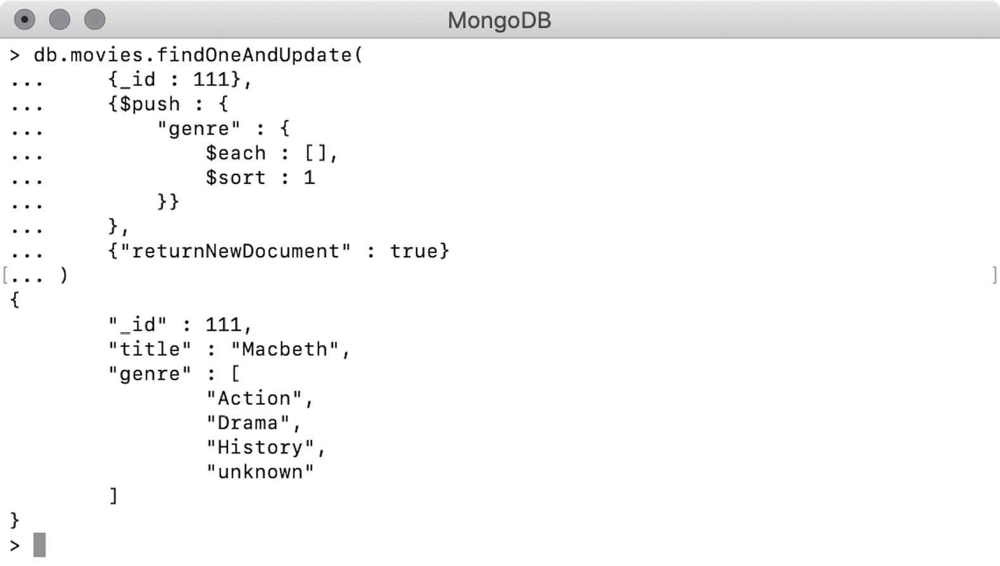 MongoDB
> db.movies.findOneAndUpdate(
...     {_id : 111},
...     {$push : {
...         "genre" : {
...             $each : [],
...             $sort : 1
...         }}
...     },
...     {"returnNewDocument" : true}
[... )                                                                           ]
{
        "_id" : 111,
        "title" : "Macbeth",
        "genre" : [
                "Action",
                "Drama",
                "History",
                "unknown"
        ]
}
>